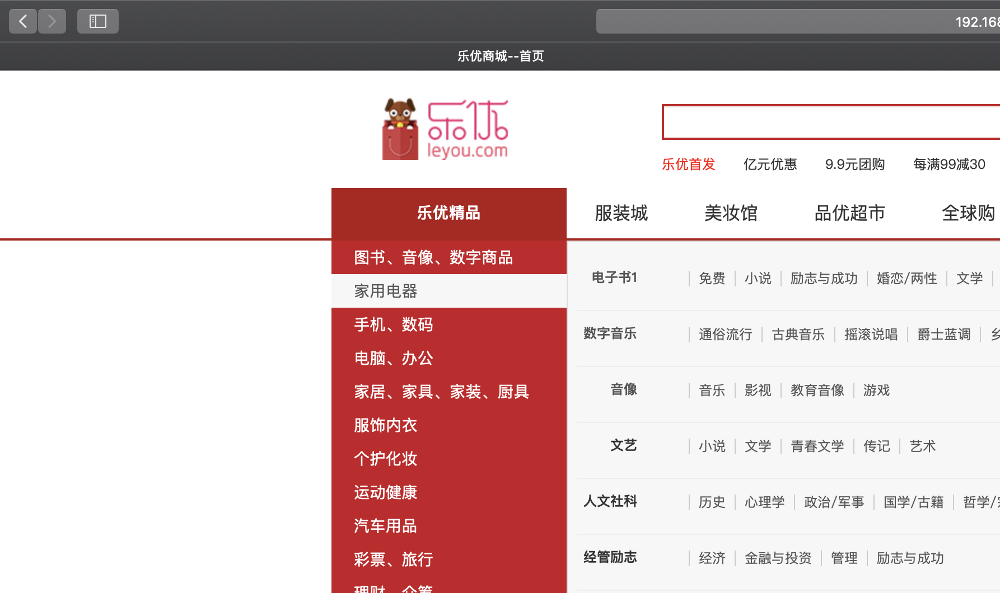 192.168
乐优商城--首页
乐优
leyou.com
乐优首发 亿元优惠 9.9元团购 每满99减30
乐优精品 服装城 美妆馆 品优超市 全球购
图书、音像、数字商品
家用电器
手机、数码
电脑、办公
家居、家具、家装、厨具
服饰内衣
个护化妆
运动健康
汽车用品
彩票、旅行
电子书1 免费 小说 励志与成功 婚恋/两性 文学
数字音乐 通俗流行 古典音乐 摇滚说唱 爵士蓝调
音像 音乐 影视 教育音像 游戏
文艺 小说 文学 青春文学 传记 艺术
人文社科 历史 心理学 政治/军事 国学/古籍 哲学/
经管励志 经济 金融与投资 管理 励志与成功